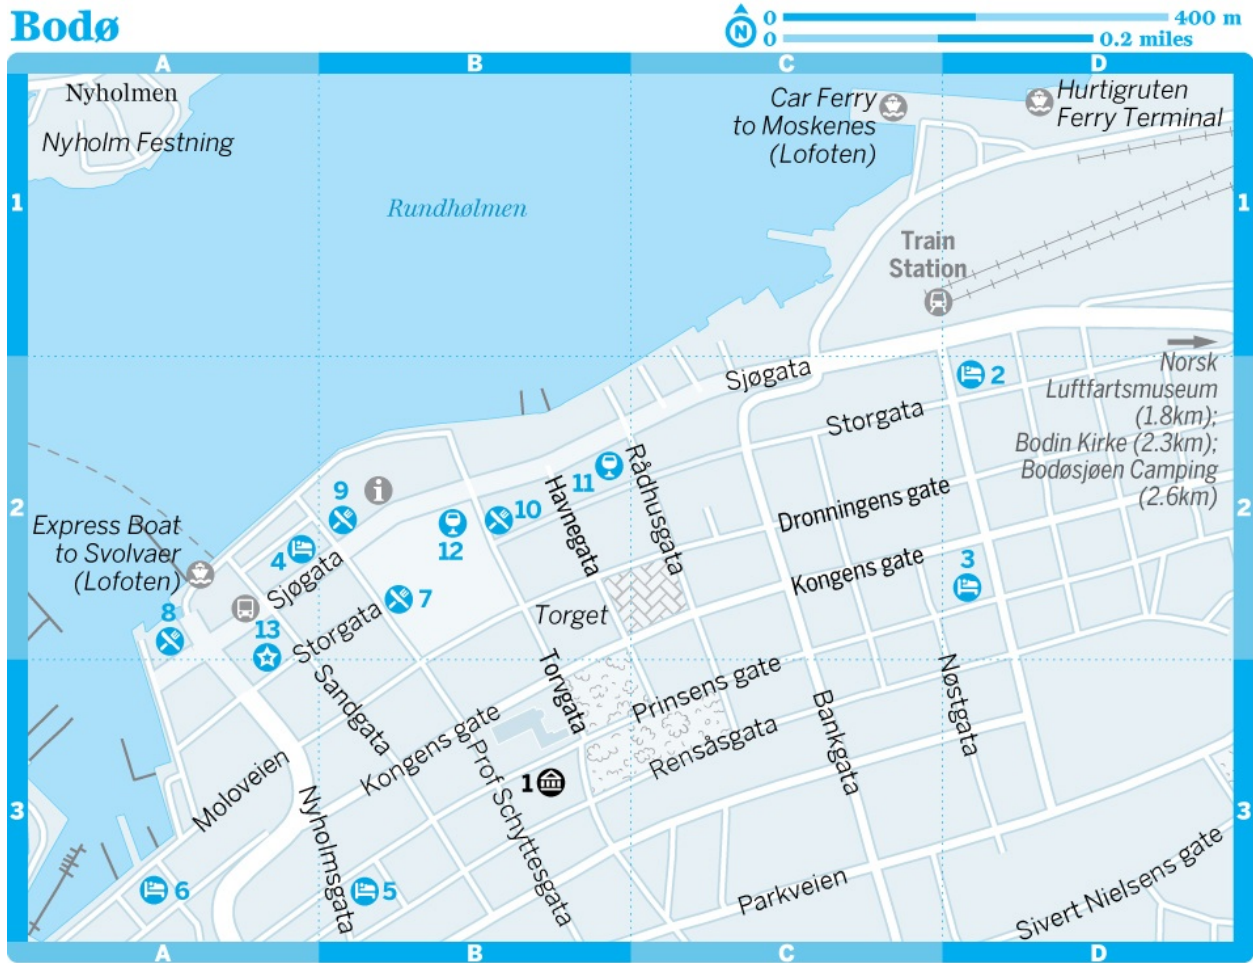 Bodø
0
400 m
N
0
0.2 miles
A
B
C
D
Nyholmen
Nyholm Festning
Car Ferry
to Moskenes
(Lofoten)
Hurtigruten
Ferry Terminal
1
1
Rundhølmen
Train
Station
Sjøgata
2
Norsk
Luftfartsmuseum
(1.8km);
Bodin Kirke (2.3km);
Bodøsjøen Camping
(2.6km)
Storgata
Rådhusgata
11
Havnegata
9
i
10
12
Dronningens gate
2
2
Express Boat
to Svolvaer
(Lofoten)
4
Sjøgata
Kongens gate
3
7
8
13
Storgata
Torget
Sandgata
Torvgata
Prinsens gate
Nøstgata
Bankgata
Kongens gate
Rensåsgata
Prof Schyttesgata
1
Moloveien
Nyholmsgata
3
3
6
5
Parkveien
Sivert Nielsens gate
A
B
C
D